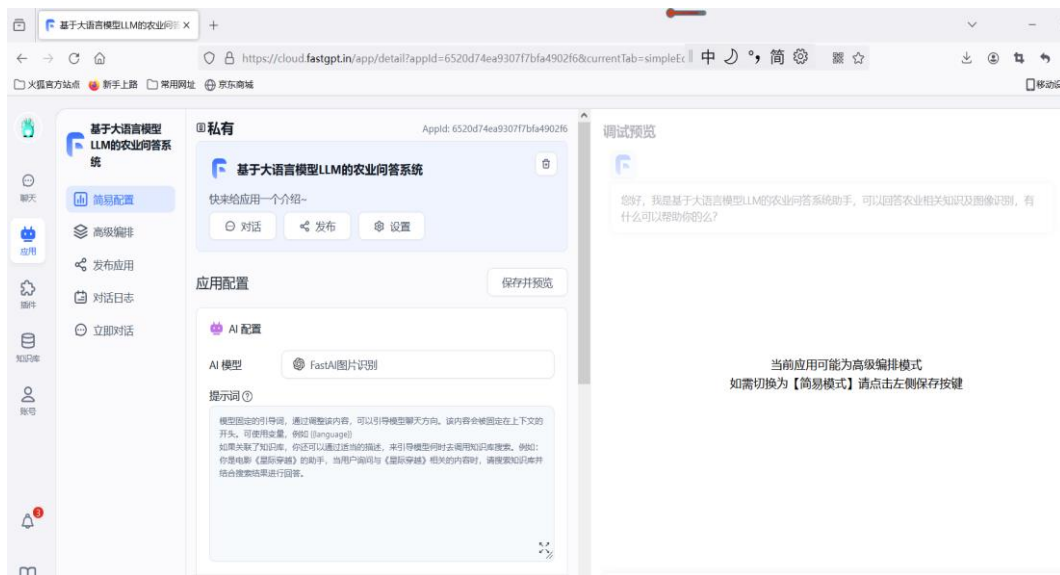 基于大语言模型LLM的农业问答
https://cloud.fastgpt.in/app/detail?appId=6520d74ea9307f7bfa4902f6&currentTab=simpleEc
中 简
火狐官方站点 新手上路 常用网址 京东商城
移动设
聊天
应用
插件
知识库
账号
3
基于大语言模型
LLM的农业问答系
统
简易配置
高级编排
发布应用
对话日志
立即对话
私有
AppId: 6520d74ea9307f7bfa4902f6
基于大语言模型LLM的农业问答系统
快来给应用一个介绍~
对话 发布 设置
应用配置
保存并预览
AI 配置
AI 模型
FastAI图片识别
提示词
模型固定的引导词，通过调整该内容，可以引导模型聊天方向。该内容会被固定在上下文的
开头。可使用变量，例如 {{language}}
如果关联了知识库，你还可以通过适当的描述，来引导模型何时去调用知识库搜索。例如：
你是电影《星际穿越》的助手，当用户询问与《星际穿越》相关的内容时，请搜索知识库并
结合搜索结果进行回答。
调试预览
您好，我是基于大语言模型LLM的农业问答系统助手，可以回答农业相关知识及图像识别，有
什么可以帮助你的么？
当前应用可能为高级编排模式
如需切换为【简易模式】请点击左侧保存按键